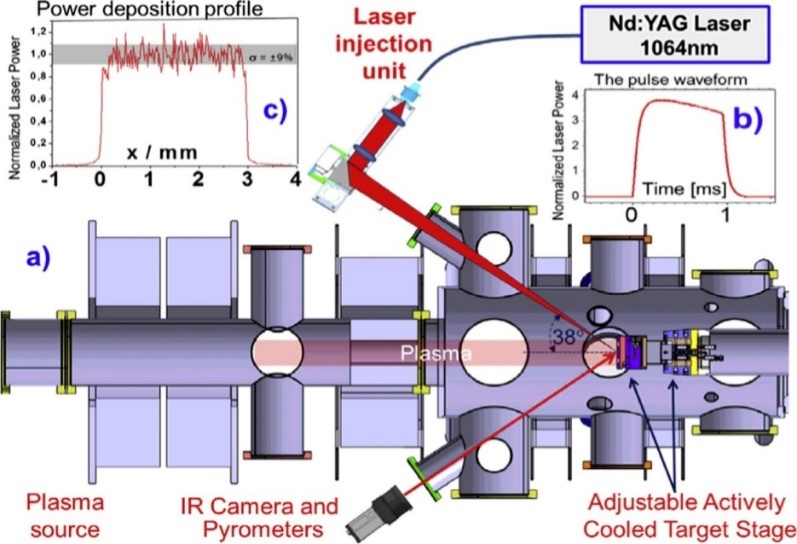 Power deposition profile
Normalized Laser Power
1,2
1,0
0,8
0,6
0,4
0,2
0,0
σ = ±9%
c)
x / mm
-1 0 1 2 3 4
Laser
injection
unit
Nd:YAG Laser
1064nm
The pulse waveform
Normalized Laser Power
4
3
2
1
0
b)
Time [ms]
0 1
a)
Plasma
38°
Plasma
source
IR Camera and
Pyrometers
Adjustable Actively
Cooled Target Stage